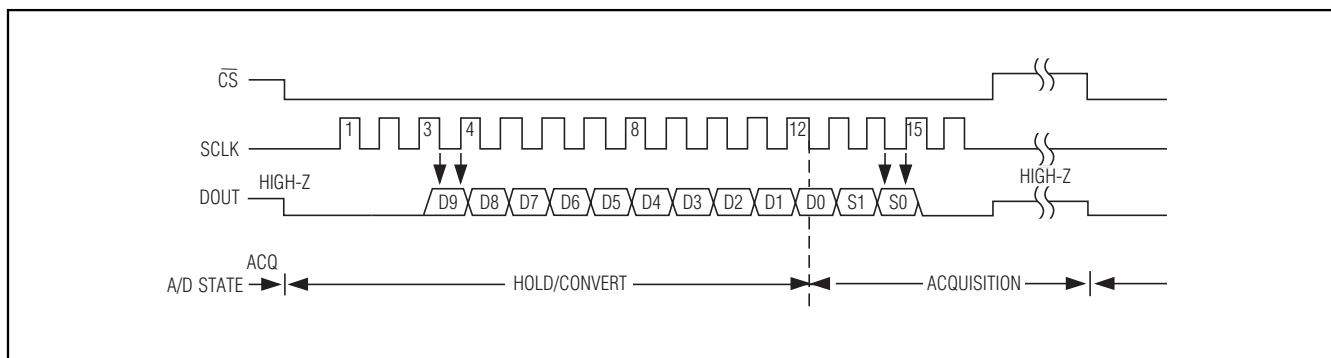 C̅S̅
1 3 4 8 12 15
SCLK
HIGH-Z HIGH-Z
DOUT D9 D8 D7 D6 D5 D4 D3 D2 D1 D0 S1 S0
ACQ
A/D STATE HOLD/CONVERT ACQUISITION